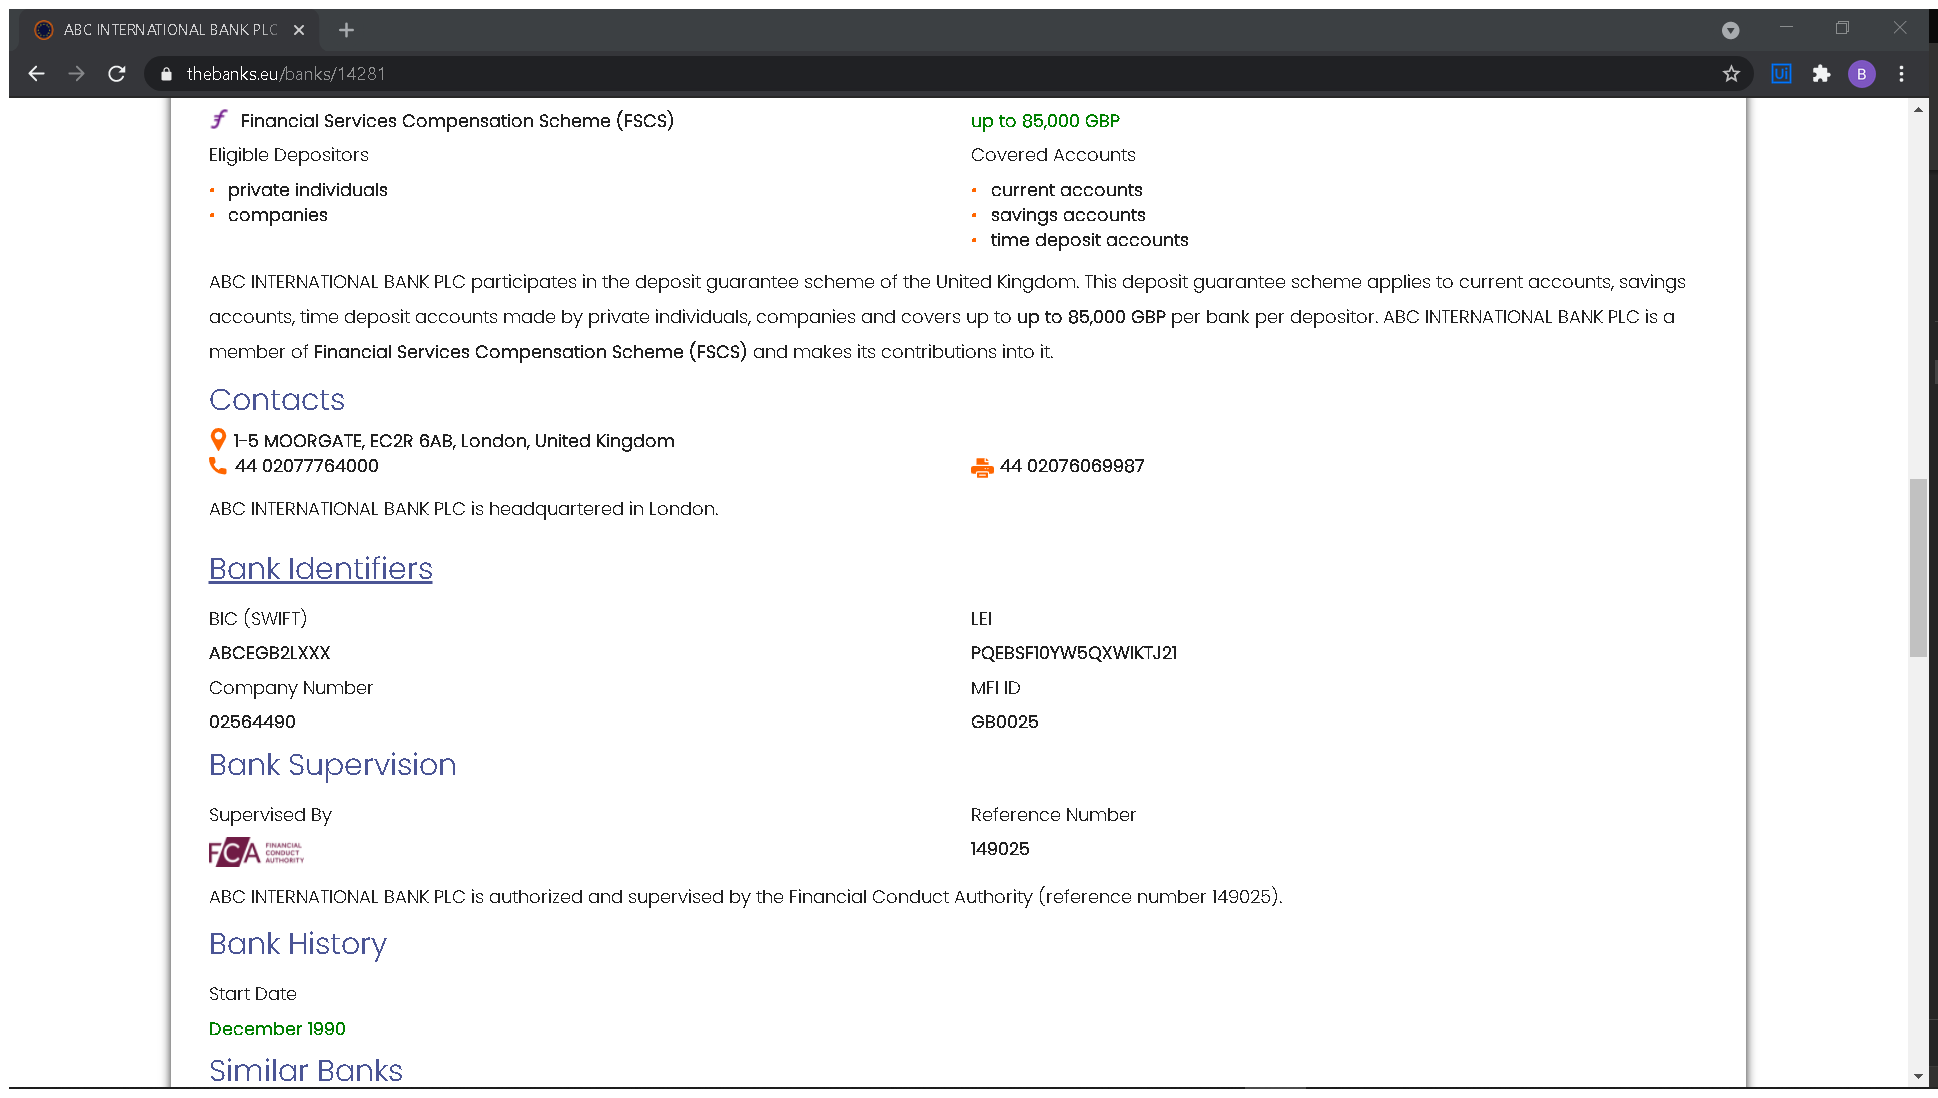 ABC INTERNATIONAL BANK PLC
thebanks.eu/banks/14281
Ui
B
Financial Services Compensation Scheme (FSCS)
up to 85,000 GBP
Eligible Depositors
Covered Accounts
private individuals
current accounts
companies
savings accounts
time deposit accounts
ABC INTERNATIONAL BANK PLC participates in the deposit guarantee scheme of the United Kingdom. This deposit guarantee scheme applies to current accounts, savings
accounts, time deposit accounts made by private individuals, companies and covers up to up to 85,000 GBP per bank per depositor. ABC INTERNATIONAL BANK PLC is a
member of Financial Services Compensation Scheme (FSCS) and makes its contributions into it.
Contacts
1-5 MOORGATE, EC2R 6AB, London, United Kingdom
44 02077764000
44 02076069987
ABC INTERNATIONAL BANK PLC is headquartered in London.
Bank Identifiers
BIC (SWIFT)
LEI
ABCEGB2LXXX
PQEBSF10YW5QXWIKTJ21
Company Number
MFI ID
02564490
GB0025
Bank Supervision
Supervised By
Reference Number
FCA FINANCIAL CONDUCT AUTHORITY
149025
ABC INTERNATIONAL BANK PLC is authorized and supervised by the Financial Conduct Authority (reference number 149025).
Bank History
Start Date
December 1990
Similar Banks